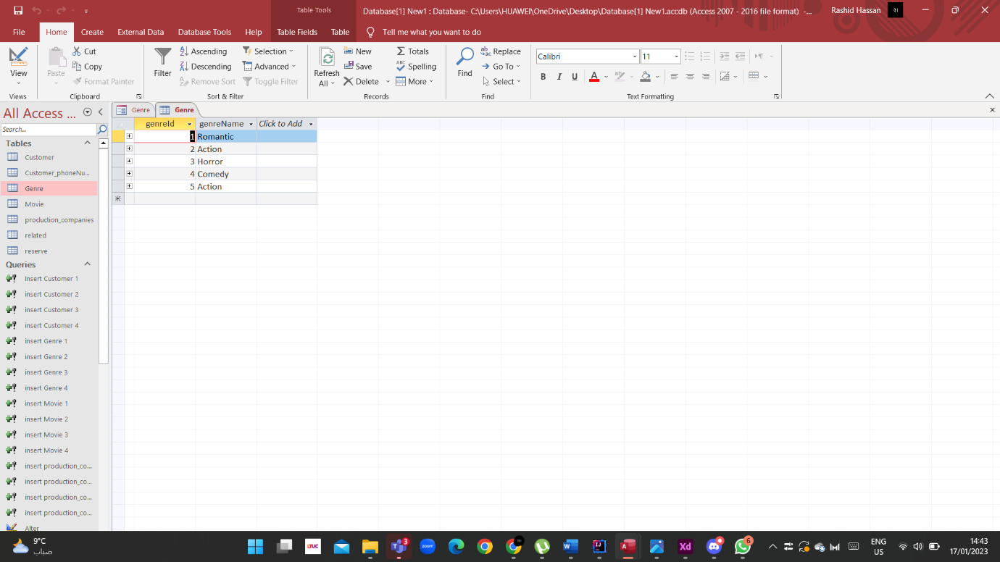 Table Tools
Database[1] New1 : Database- C:\Users\HUAWEI\OneDrive\Desktop\Database[1] New1.accdb (Access 2007 - 2016 file format) -...
Rashid Hassan
File Home Create External Data Database Tools Help Table Fields Table Tell me what you want to do
View
Views
Paste
Cut
Copy
Format Painter
Clipboard
Filter
Ascending
Descending
Remove Sort
Selection
Advanced
Toggle Filter
Sort & Filter
Refresh
All
New
Save
Delete
Totals
Spelling
More
Records
Find
Replace
Go To
Select
Find
Calibri 11
B I U A
Text Formatting
All Access ...
Search...
Tables
Customer
Customer_phoneNu...
Genre
Movie
production_companies
related
reserve
Queries
Insert Customer 1
insert Customer 2
insert Customer 3
insert Customer 4
insert Genre 1
insert Genre 2
insert Genre 3
insert Genre 4
insert Movie 1
insert Movie 2
insert Movie 3
insert Movie 4
insert production_co...
insert production_co...
insert production_co...
insert production_co...
Alter
Genre Genre
genreId genreName Click to Add
1 Romantic
2 Action
3 Horror
4 Comedy
5 Action
9°C
ضباب
3
zoom
W
IJ
A
Xd
6
ENG
US
14:43
17/01/2023